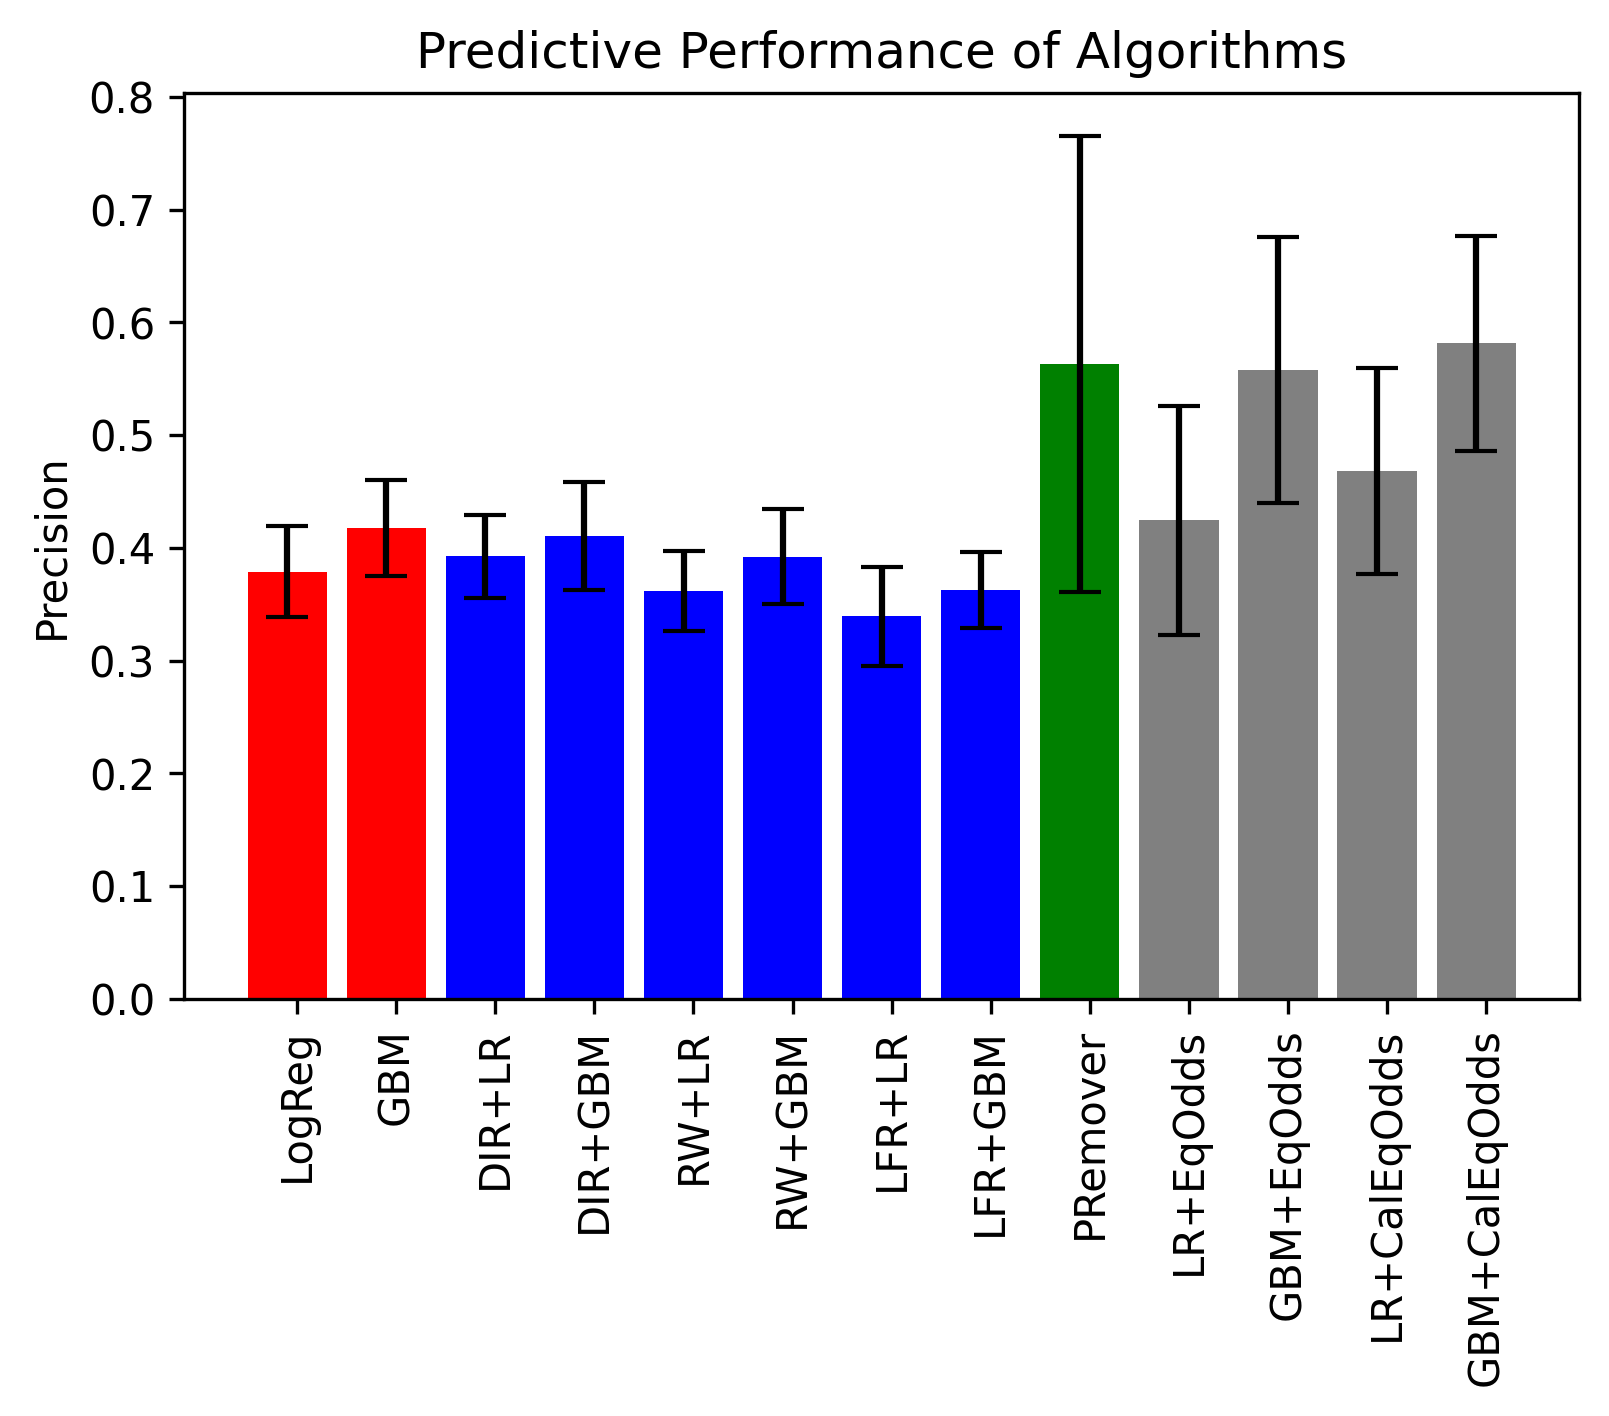 Predictive Performance of Algorithms
Precision
0.8
0.7
0.6
0.5
0.4
0.3
0.2
0.1
0.0
LogReg
GBM
DIR+LR
DIR+GBM
RW+LR
RW+GBM
LFR+LR
LFR+GBM
PRemover
LR+EqOdds
GBM+EqOdds
LR+CalEqOdds
GBM+CalEqOdds